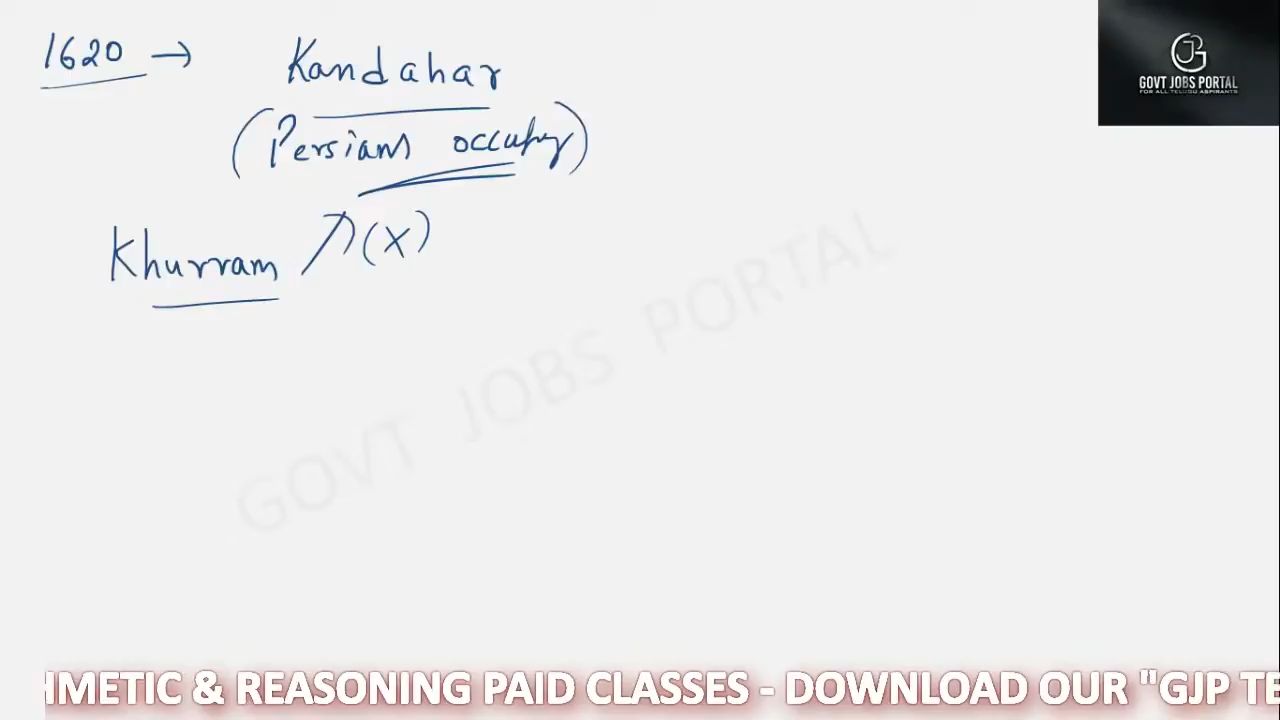 1620 →
Kandahar
(Persians occupy)
Khurram ↗(X)
GOVT JOBS PORTAL
GOVT JOBS PORTAL
FOR ALL TELUGU ASPIRANTS
HMETIC & REASONING PAID CLASSES - DOWNLOAD OUR "GJP TE